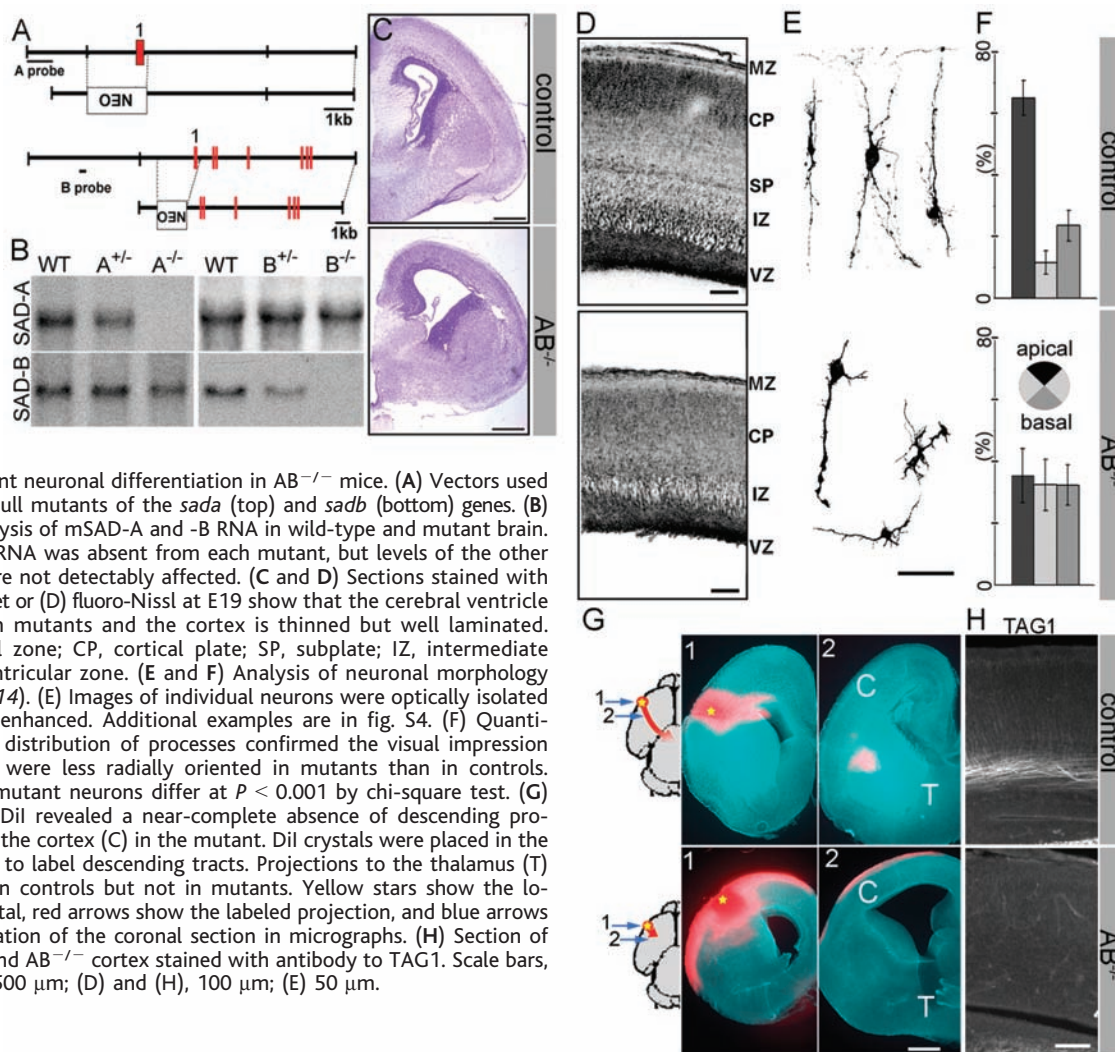 A
1
A probe
NEO
1kb
1
B probe
NEO
1kb
B
WT A+/- A-/- WT B+/- B-/-
SAD-A
SAD-B
C
control
AB-/-
D
MZ
CP
SP
IZ
VZ
MZ
CP
IZ
VZ
E
F
80
(%)
0
80
(%)
0
apical
basal
control
AB-/-
nt neuronal differentiation in AB−/− mice. (A) Vectors used
ull mutants of the sada (top) and sadb (bottom) genes. (B)
lysis of mSAD-A and -B RNA in wild-type and mutant brain.
RNA was absent from each mutant, but levels of the other
re not detectably affected. (C and D) Sections stained with
et or (D) fluoro-Nissl at E19 show that the cerebral ventricle
n mutants and the cortex is thinned but well laminated.
l zone; CP, cortical plate; SP, subplate; IZ, intermediate
ntricular zone. (E and F) Analysis of neuronal morphology
14). (E) Images of individual neurons were optically isolated
enhanced. Additional examples are in fig. S4. (F) Quanti-
distribution of processes confirmed the visual impression
were less radially oriented in mutants than in controls.
mutant neurons differ at P < 0.001 by chi-square test. (G)
DiI revealed a near-complete absence of descending pro-
the cortex (C) in the mutant. DiI crystals were placed in the
to label descending tracts. Projections to the thalamus (T)
n controls but not in mutants. Yellow stars show the lo-
tal, red arrows show the labeled projection, and blue arrows
ation of the coronal section in micrographs. (H) Section of
nd AB−/− cortex stained with antibody to TAG1. Scale bars,
500 μm; (D) and (H), 100 μm; (E) 50 μm.
G
1
2
1
2
C
T
1
2
1
2
C
T
H TAG1
control
AB-/-